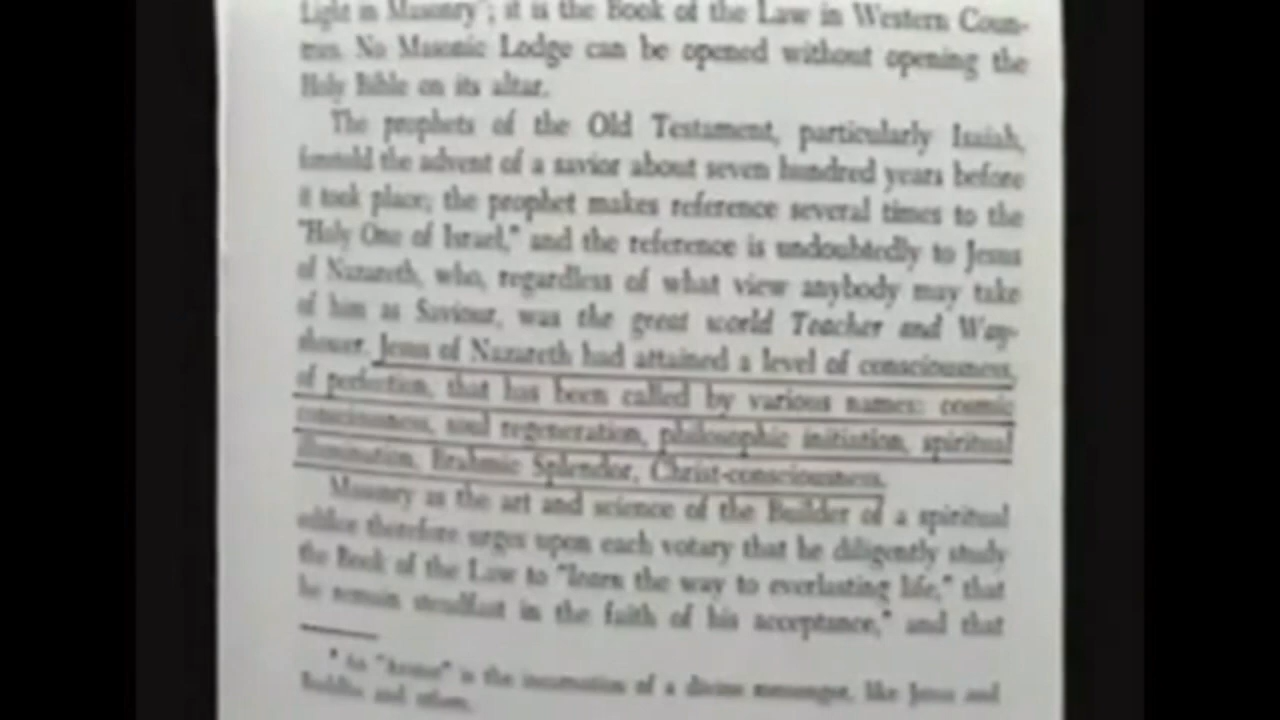 Light in Masonry"; it is the Book of the Law in Western Coun-
tries. No Masonic Lodge can be opened without opening the
Holy Bible on its altar.
The prophets of the Old Testament, particularly Isaiah,
foretold the advent of a savior about seven hundred years before
it took place; the prophet makes reference several times to the
"Holy One of Israel," and the reference is undoubtedly to Jesus
of Nazareth, who, regardless of what view anybody may take
of him as Saviour, was the great world Teacher and Way-
shower. Jesus of Nazareth had attained a level of consciousness,
of perfection, that has been called by various names: cosmic
consciousness, soul regeneration, philosophic initiation, spiritual
illumination, Brahmic Splendor, Christ-consciousness.
Masonry as the art and science of the Builder of a spiritual
edifice therefore urges upon each votary that he diligently study
the Book of the Law to "learn the way to everlasting life," that
he remain steadfast in the faith of his acceptance,* and that
* An is the incarnation of a divine messenger, like Jesus and
Buddha and others.